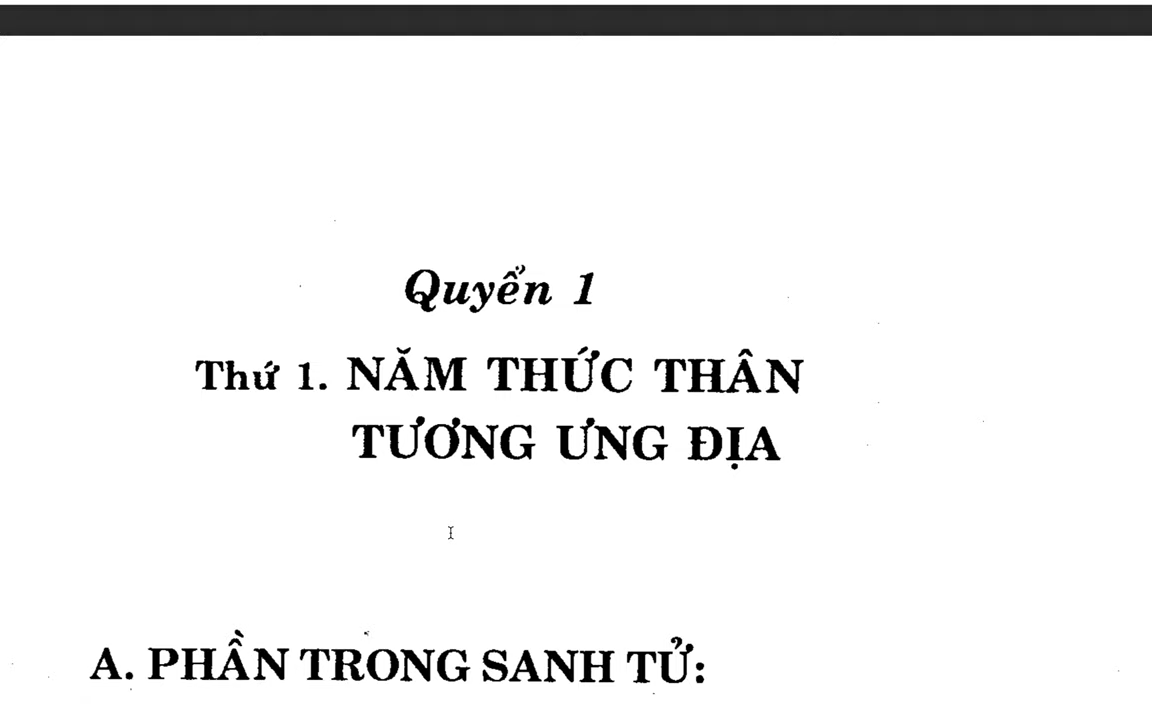 Quyển 1
Thứ 1. NĂM THỨC THÂN
TƯƠNG ƯNG ĐỊA
A. PHẦN TRONG SANH TỬ: